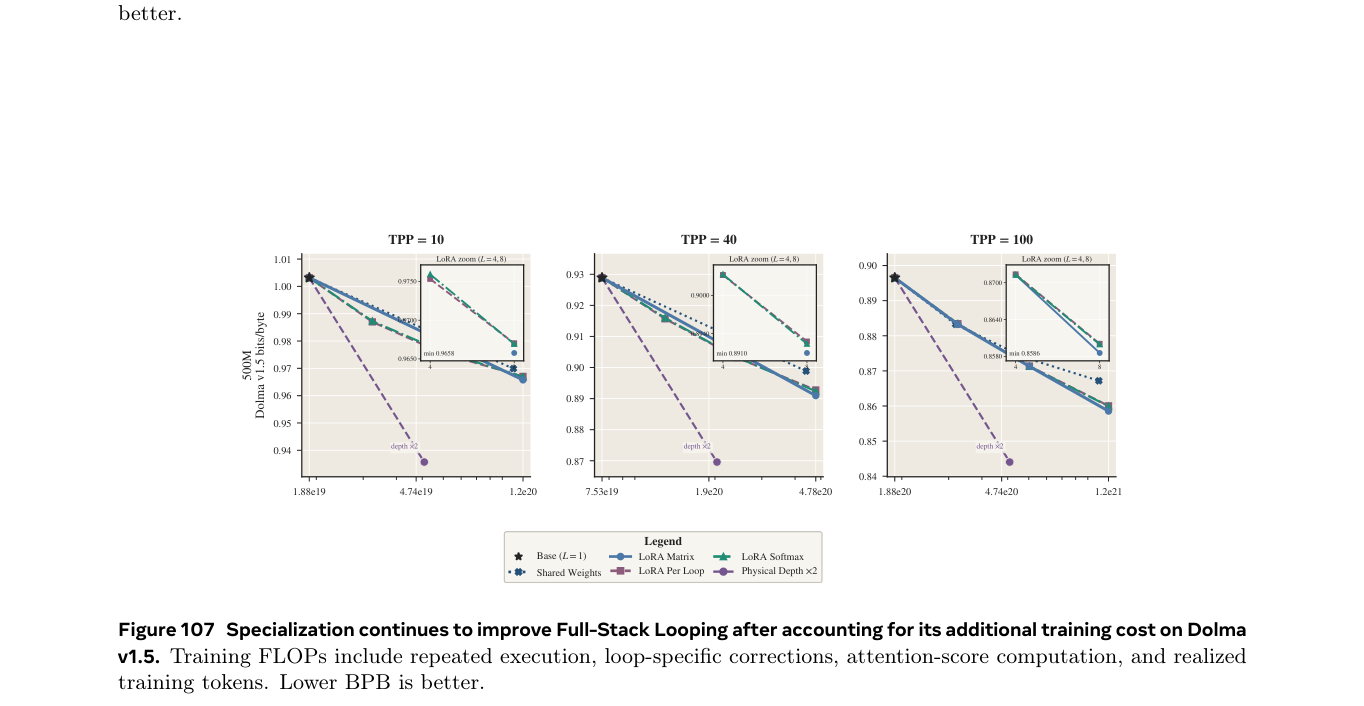 better.
TPP = 10
TPP = 40
TPP = 100
500M
Dolma v1.5 bits/byte
1.01
1.00
0.99
0.98
0.97
0.96
0.95
0.94
LoRA zoom (L = 4, 8)
0.9750
0.9650
min 0.9658
4
depth ×2
1.88e19
4.74e19
1.2e20
0.93
0.92
0.91
0.90
0.89
0.88
0.87
LoRA zoom (L = 4, 8)
0.9000
min 0.8910
4
depth ×2
7.53e19
1.9e20
4.78e20
0.90
0.89
0.88
0.87
0.86
0.85
0.84
LoRA zoom (L = 4, 8)
0.8700
0.8640
0.8580
min 0.8586
4
8
depth ×2
1.88e20
4.74e20
1.2e21
Legend
Base (L = 1)
LoRA Matrix
LoRA Softmax
Shared Weights
LoRA Per Loop
Physical Depth ×2
Figure 107 Specialization continues to improve Full-Stack Looping after accounting for its additional training cost on Dolma
v1.5. Training FLOPs include repeated execution, loop-specific corrections, attention-score computation, and realized
training tokens. Lower BPB is better.